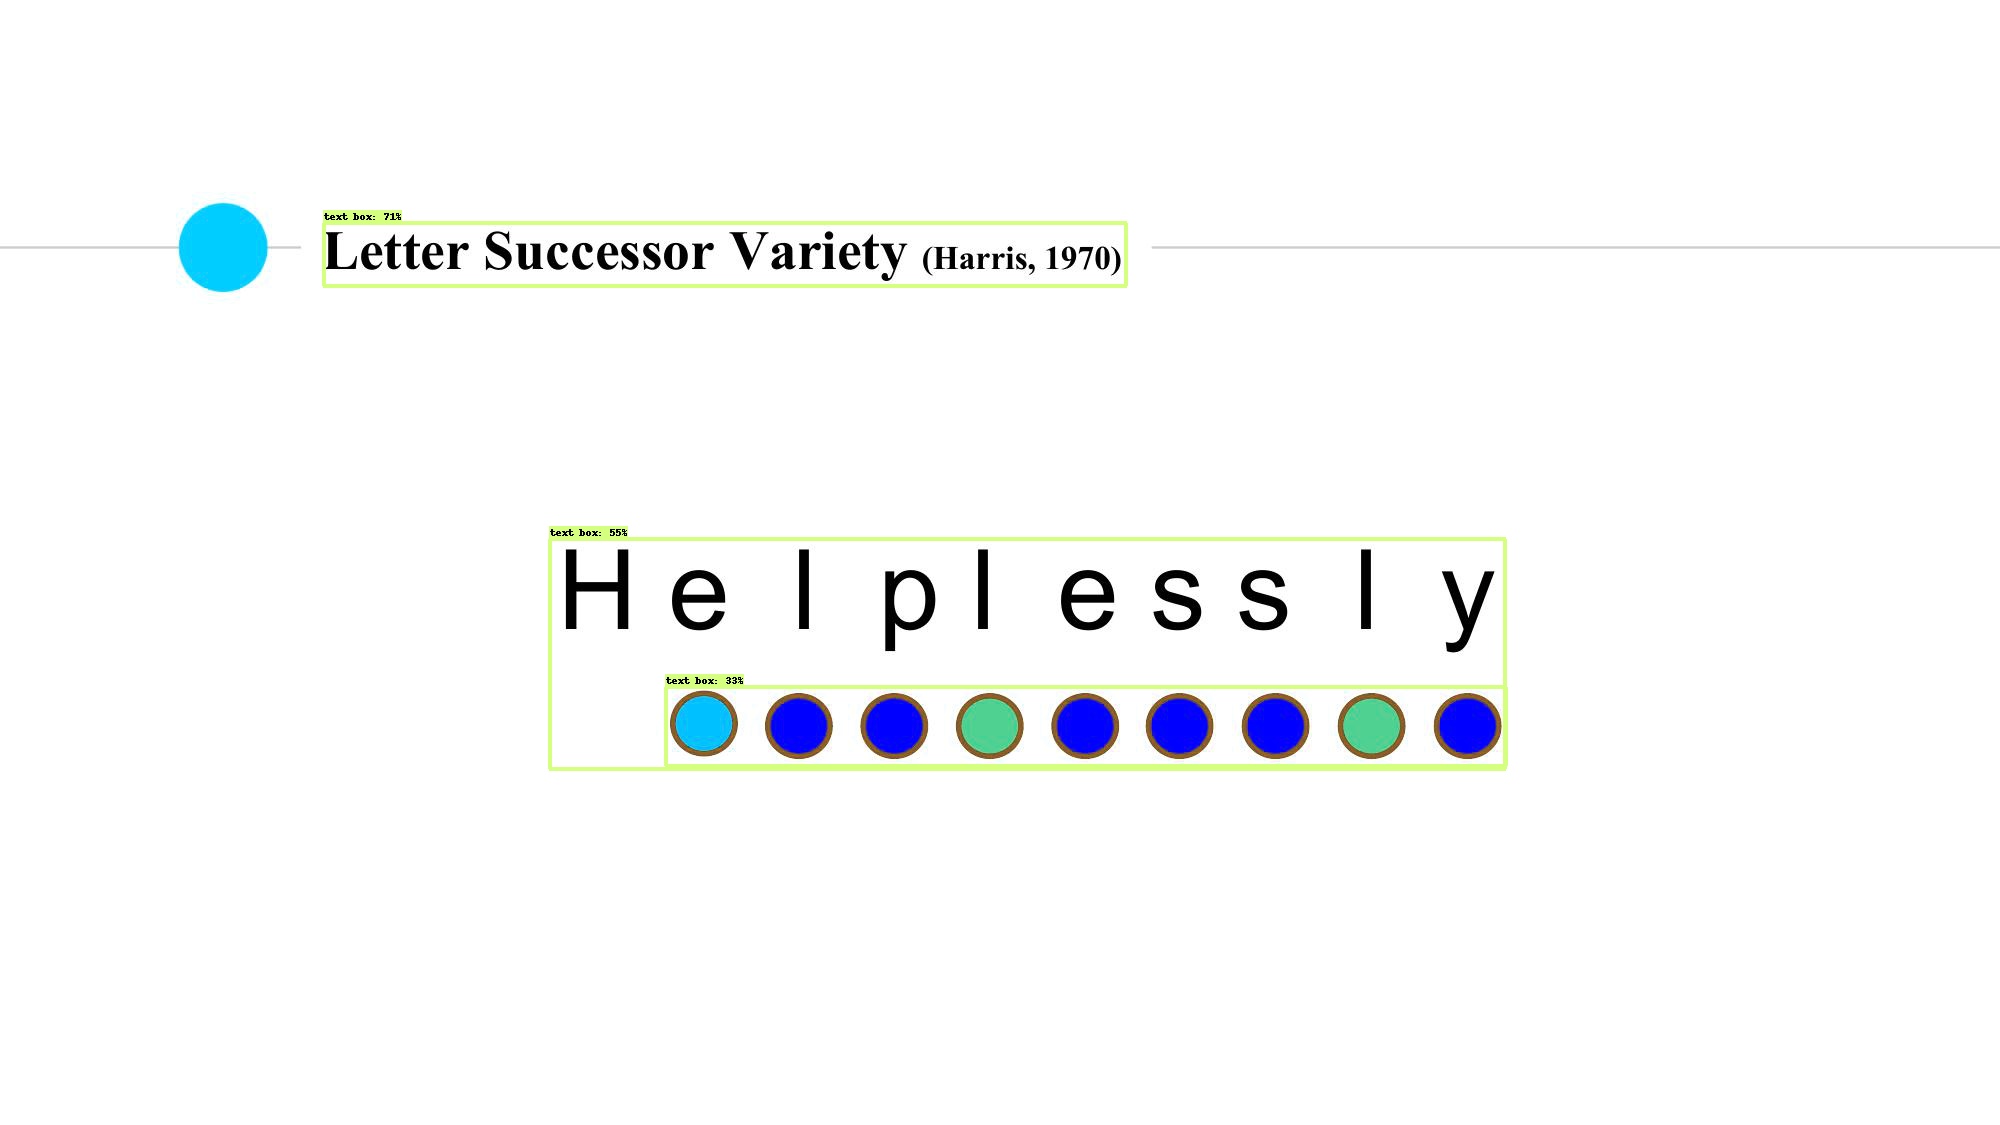 text box: 71%
Letter Successor Variety (Harris, 1970)
text box: 55%
H e l p l e s s l y
text box: 33%